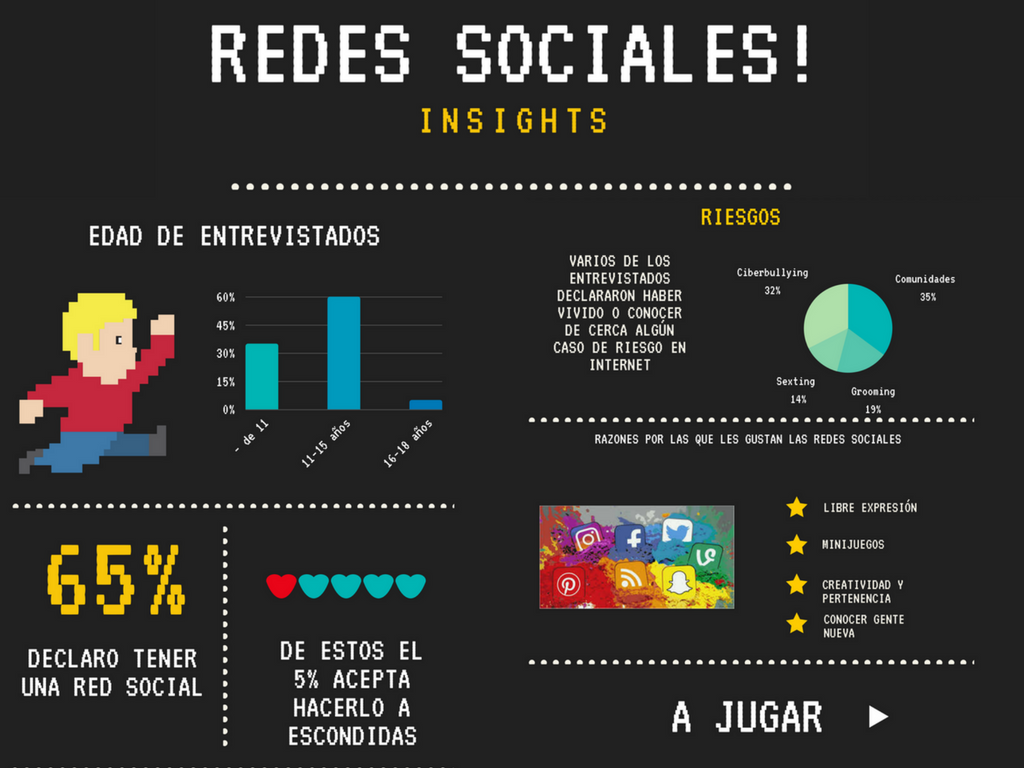 REDES SOCIALES!
INSIGHTS
EDAD DE ENTREVISTADOS
60%
45%
30%
15%
0%
- de 11
11-15 años
16-18 años
65%
DECLARO TENER
UNA RED SOCIAL
DE ESTOS EL
5% ACEPTA
HACERLO A
ESCONDIDAS
RIESGOS
VARIOS DE LOS
ENTREVISTADOS
DECLARARON HABER
VIVIDO O CONOCER
DE CERCA ALGÚN
CASO DE RIESGO EN
INTERNET
Ciberbullying
32%
Comunidades
35%
Sexting
14%
Grooming
19%
RAZONES POR LAS QUE LES GUSTAN LAS REDES SOCIALES
LIBRE EXPRESIÓN
MINIJUEGOS
CREATIVIDAD Y
PERTENENCIA
CONOCER GENTE
NUEVA
A JUGAR